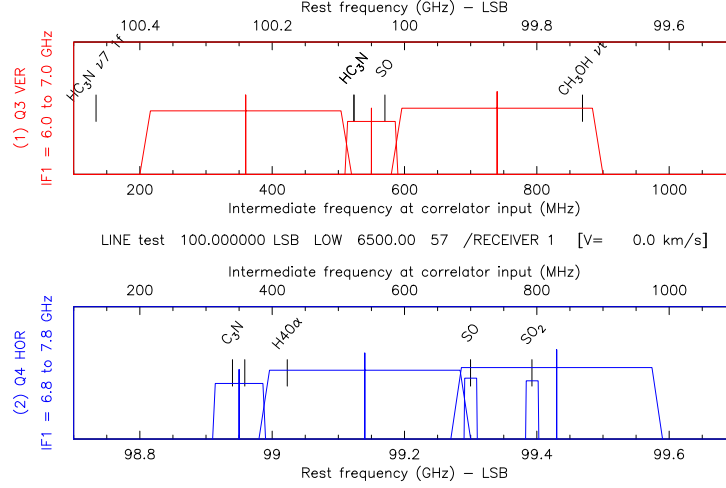 Rest frequency (GHz) – LSB
100.4 100.2 100 99.8 99.6
HC₃N ν7 1ff HC₃N SO CH₃OH νt
(1) Q3 VER
IF1 = 6.0 to 7.0 GHz
200 400 600 800 1000
Intermediate frequency at correlator input (MHz)
LINE test 100.000000 LSB LOW 6500.00 57 /RECEIVER 1 [V= 0.0 km/s]
Intermediate frequency at correlator input (MHz)
200 400 600 800 1000
C₃N H40α SO SO₂
(2) Q4 HOR
IF1 = 6.8 to 7.8 GHz
98.8 99 99.2 99.4 99.6
Rest frequency (GHz) – LSB